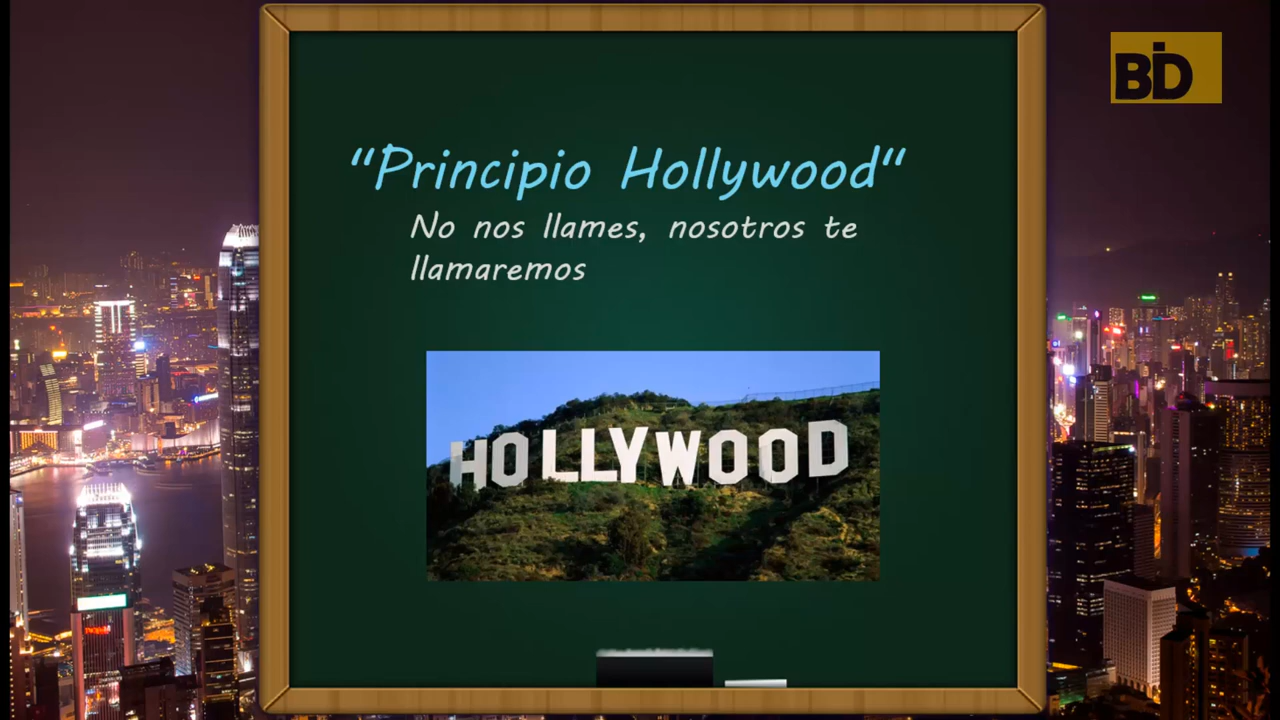 BID
“Principio Hollywood“
No nos llames, nosotros te
llamaremos
HOLLYWOOD